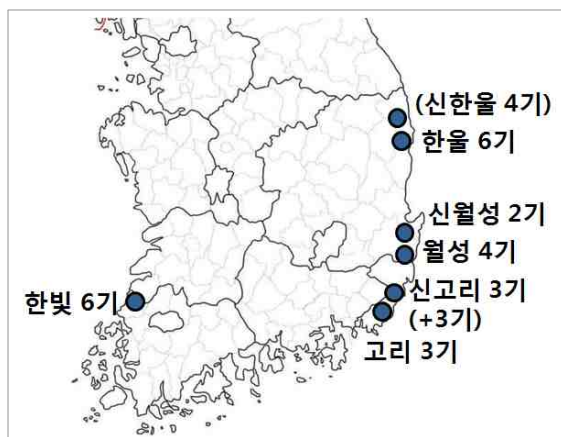 (신한울 4기)
한울 6기
신월성 2기
월성 4기
한빛 6기
신고리 3기
(+3기)
고리 3기